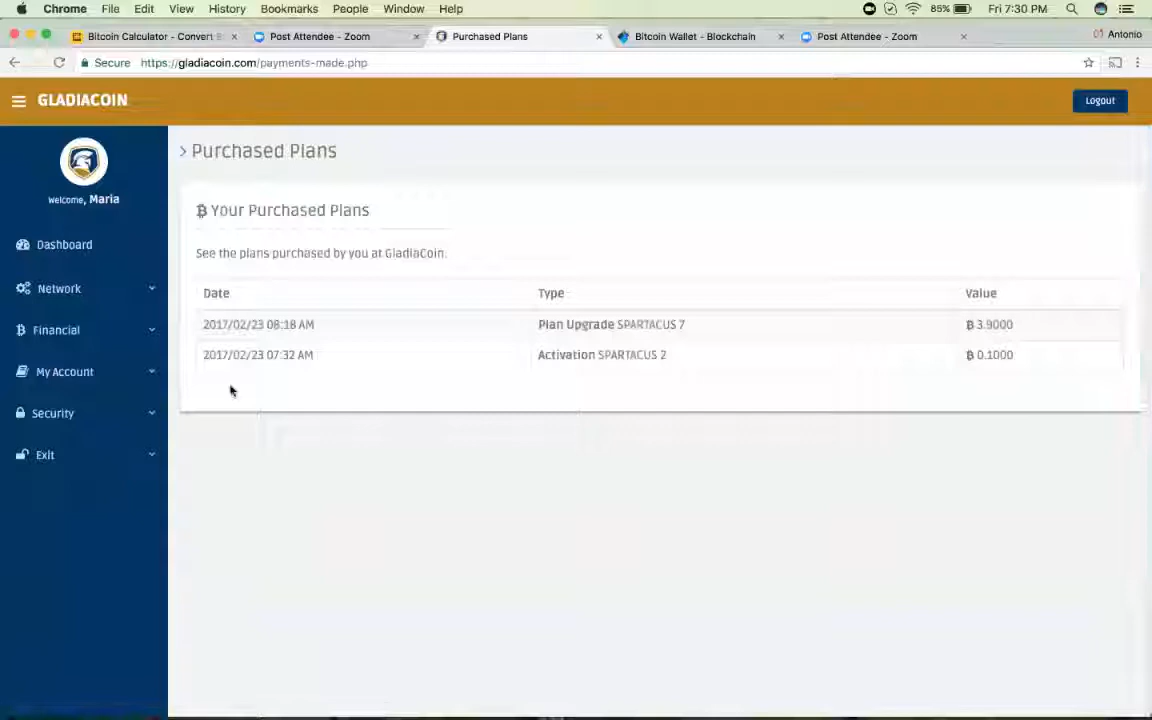 Chrome File Edit View History Bookmarks People Window Help 85% Fri 7:30 PM
Bitcoin Calculator - Convert Post Attendee - Zoom Purchased Plans Bitcoin Wallet - Blockchain Post Attendee - Zoom Antonio
Secure https://gladiacoin.com/payments-made.php
GLADIACOIN Logout
Purchased Plans
Welcome, Maria
Your Purchased Plans
Dashboard
See the plans purchased by you at GladiaCoin.
Network
Date Type Value
2017/02/23 08:18 AM Plan Upgrade SPARTACUS 7 ₿ 3.9000
Financial
2017/02/23 07:32 AM Activation SPARTACUS 2 ₿ 0.1000
My Account
Security
Exit